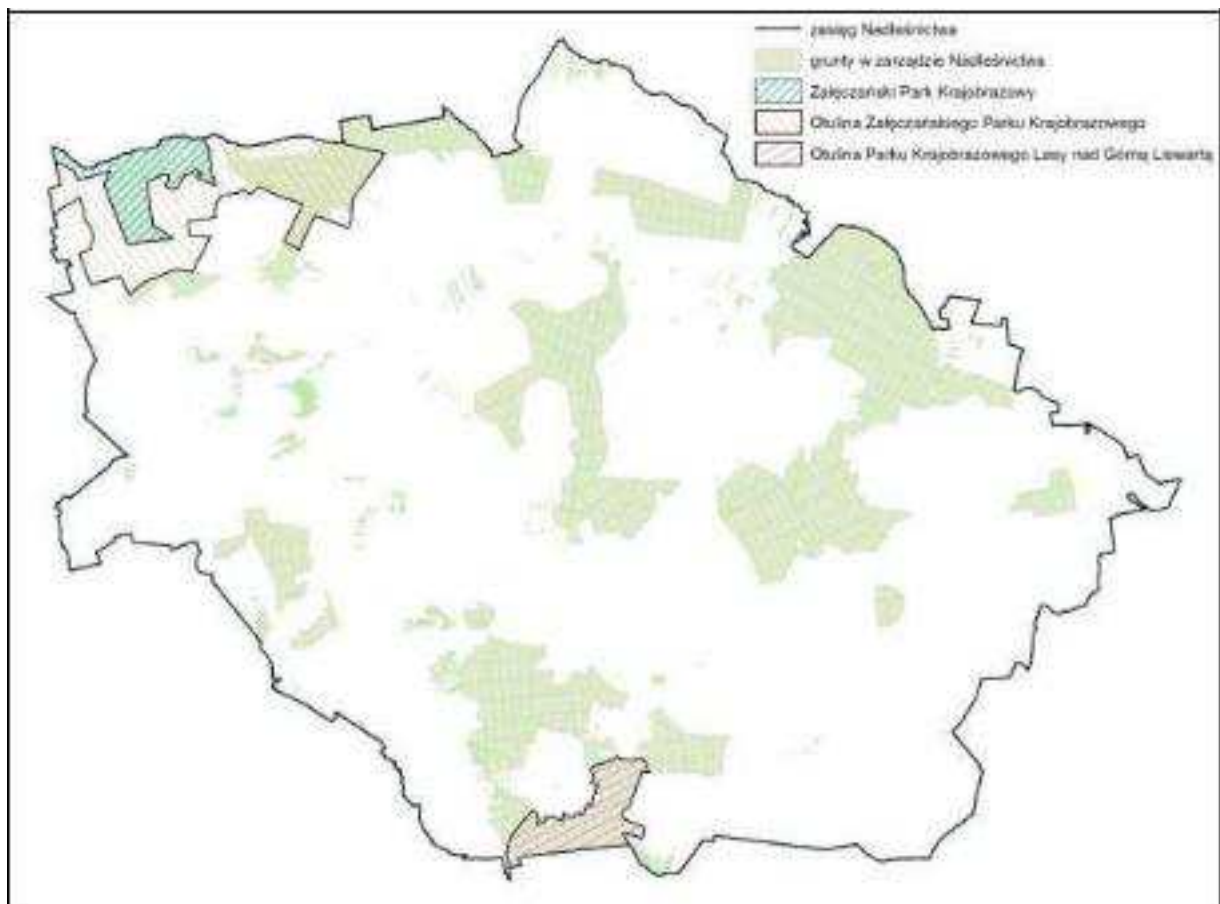 zasięg Nadleśnictwa
grunty w zarządzie Nadleśnictwa
Załęczański Park Krajobrazowy
Otulina Załęczańskiego Parku Krajobrazowego
Otulina Parku Krajobrazowego Lasy nad Górną Liswartą